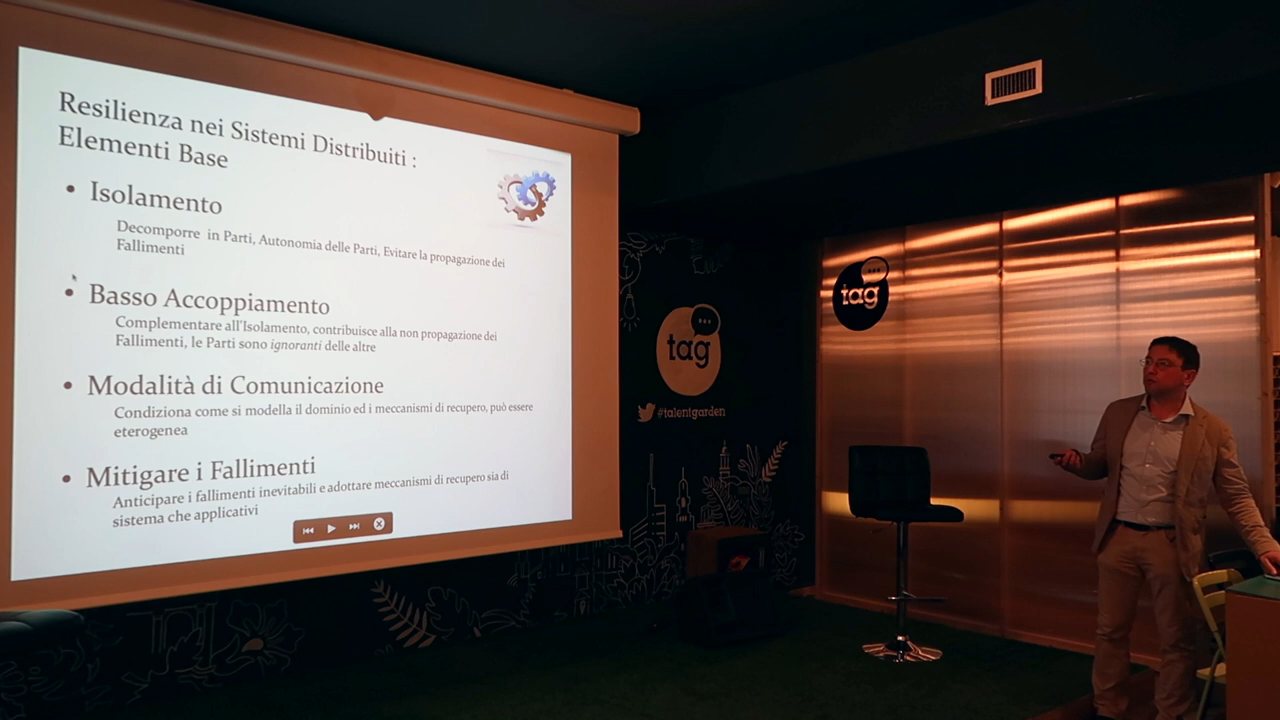 Resilienza nei Sistemi Distribuiti :
Elementi Base
• Isolamento
Decomporre in Parti, Autonomia delle Parti, Evitare la propagazione dei
Fallimenti
• Basso Accoppiamento
Complementare all'Isolamento, contribuisce alla non propagazione dei
Fallimenti, le Parti sono ignoranti delle altre
• Modalità di Comunicazione
Condiziona come si modella il dominio ed i meccanismi di recupero, può essere
eterogenea
• Mitigare i Fallimenti
Anticipare i fallimenti inevitabili e adottare meccanismi di recupero sia di
sistema che applicativi
tag
#talentgarden
tag